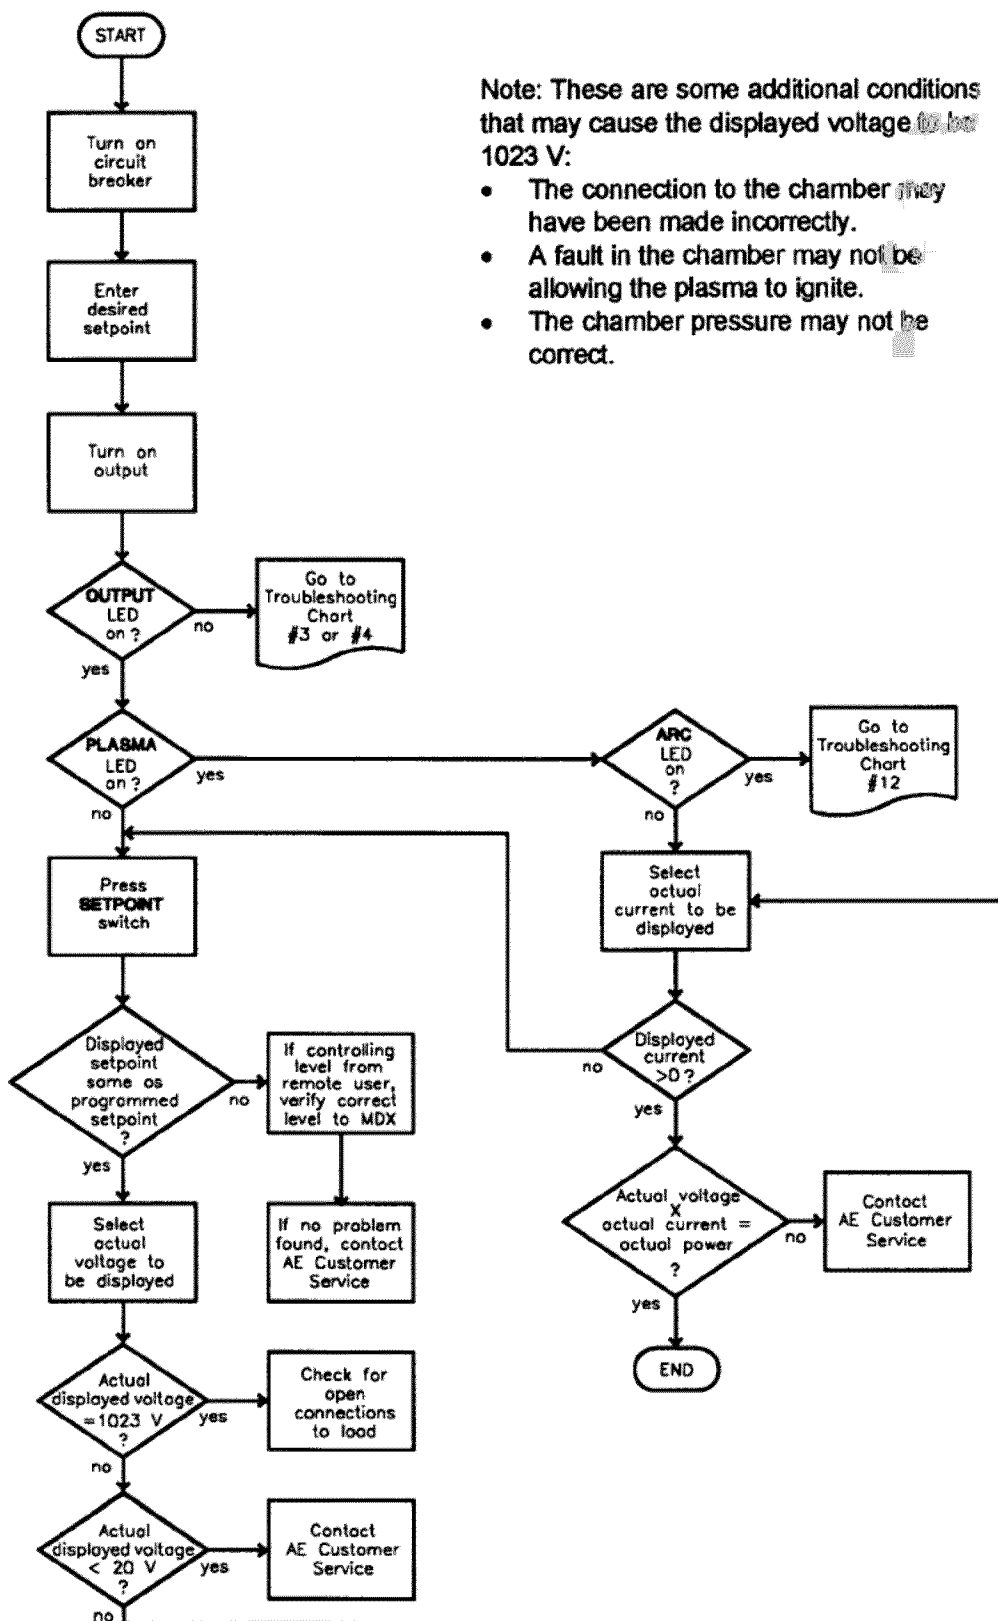 START
Turn on
circuit
breaker
Enter
desired
setpoint
Turn on
output
OUTPUT
LED
on ?
no
yes
Go to
Troubleshooting
Chart
#3 or #4
PLASMA
LED
on ?
yes
no
Press
SETPOINT
switch
Displayed
setpoint
same as
programmed
setpoint
?
no
yes
If controlling
level from
remote user,
verify correct
level to MDX
If no problem
found, contact
AE Customer
Service
Select
actual
voltage to
be displayed
Actual
displayed voltage
=1023 V
?
yes
no
Check for
open
connections
to load
Actual
displayed voltage
< 20 V
?
yes
no
Contact
AE Customer
Service
Note: These are some additional conditions
that may cause the displayed voltage to be
1023 V:
• The connection to the chamber may
have been made incorrectly.
• A fault in the chamber may not be
allowing the plasma to ignite.
• The chamber pressure may not be
correct.
ARC
LED
on
?
yes
no
Go to
Troubleshooting
Chart
#12
Select
actual
current to be
displayed
Displayed
current
>0 ?
no
yes
Actual voltage
X
actual current =
actual power
?
no
yes
Contact
AE Customer
Service
END